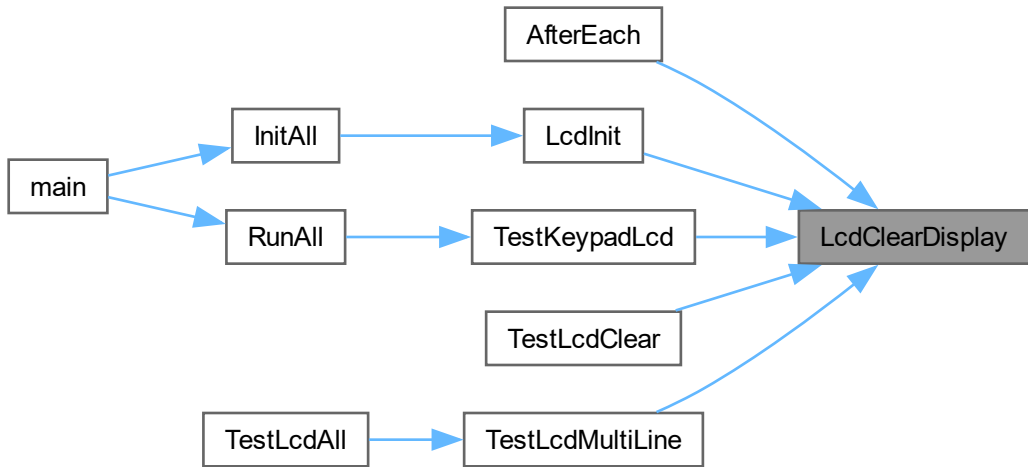 AfterEach
InitAll
LcdInit
main
RunAll
TestKeypadLcd
LcdClearDisplay
TestLcdClear
TestLcdAll
TestLcdMultiLine